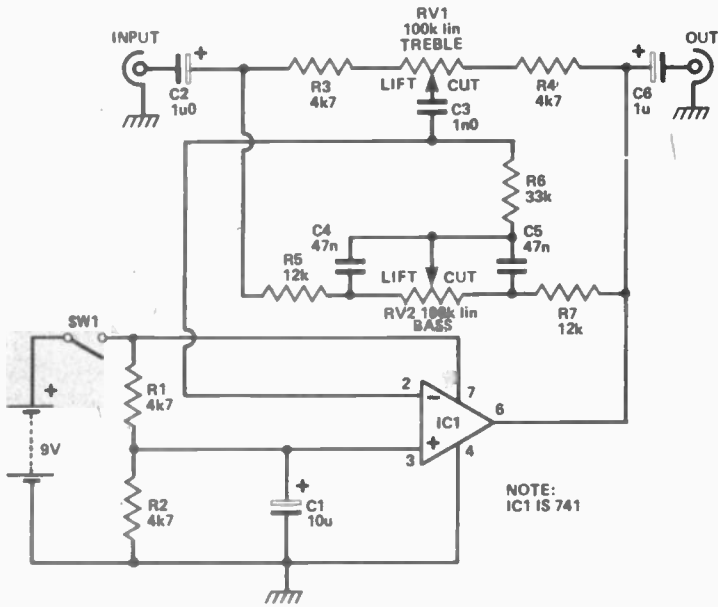 RV1
100k lin
TREBLE
INPUT
OUT
+
+
C2
1u0
R3
4k7
LIFT
CUT
R4
4k7
C6
1u
C3
1n0
R6
33k
C4
47n
C5
47n
R5
12k
LIFT
CUT
RV2 100k lin
BASS
R7
12k
SW1
+
R1
4k7
9V
2
-
7
IC1
6
+
3
4
R2
4k7
+
C1
10u
NOTE:
IC1 IS 741